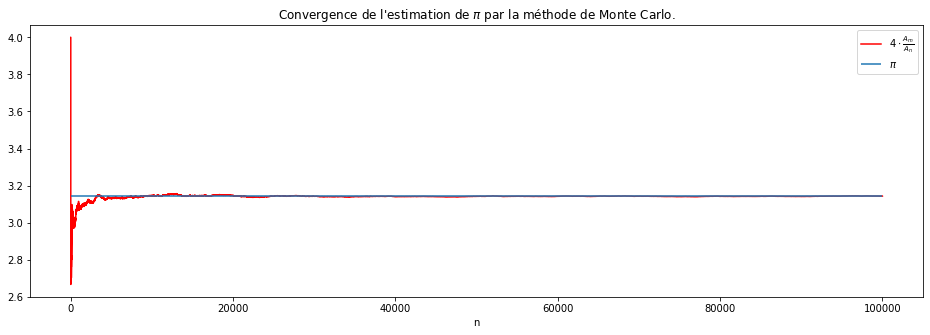 Convergence de l'estimation de π par la méthode de Monte Carlo.
4 · A_m/A_n
π
4.0
3.8
3.6
3.4
3.2
3.0
2.8
2.6
0 20000 40000 60000 80000 100000
n